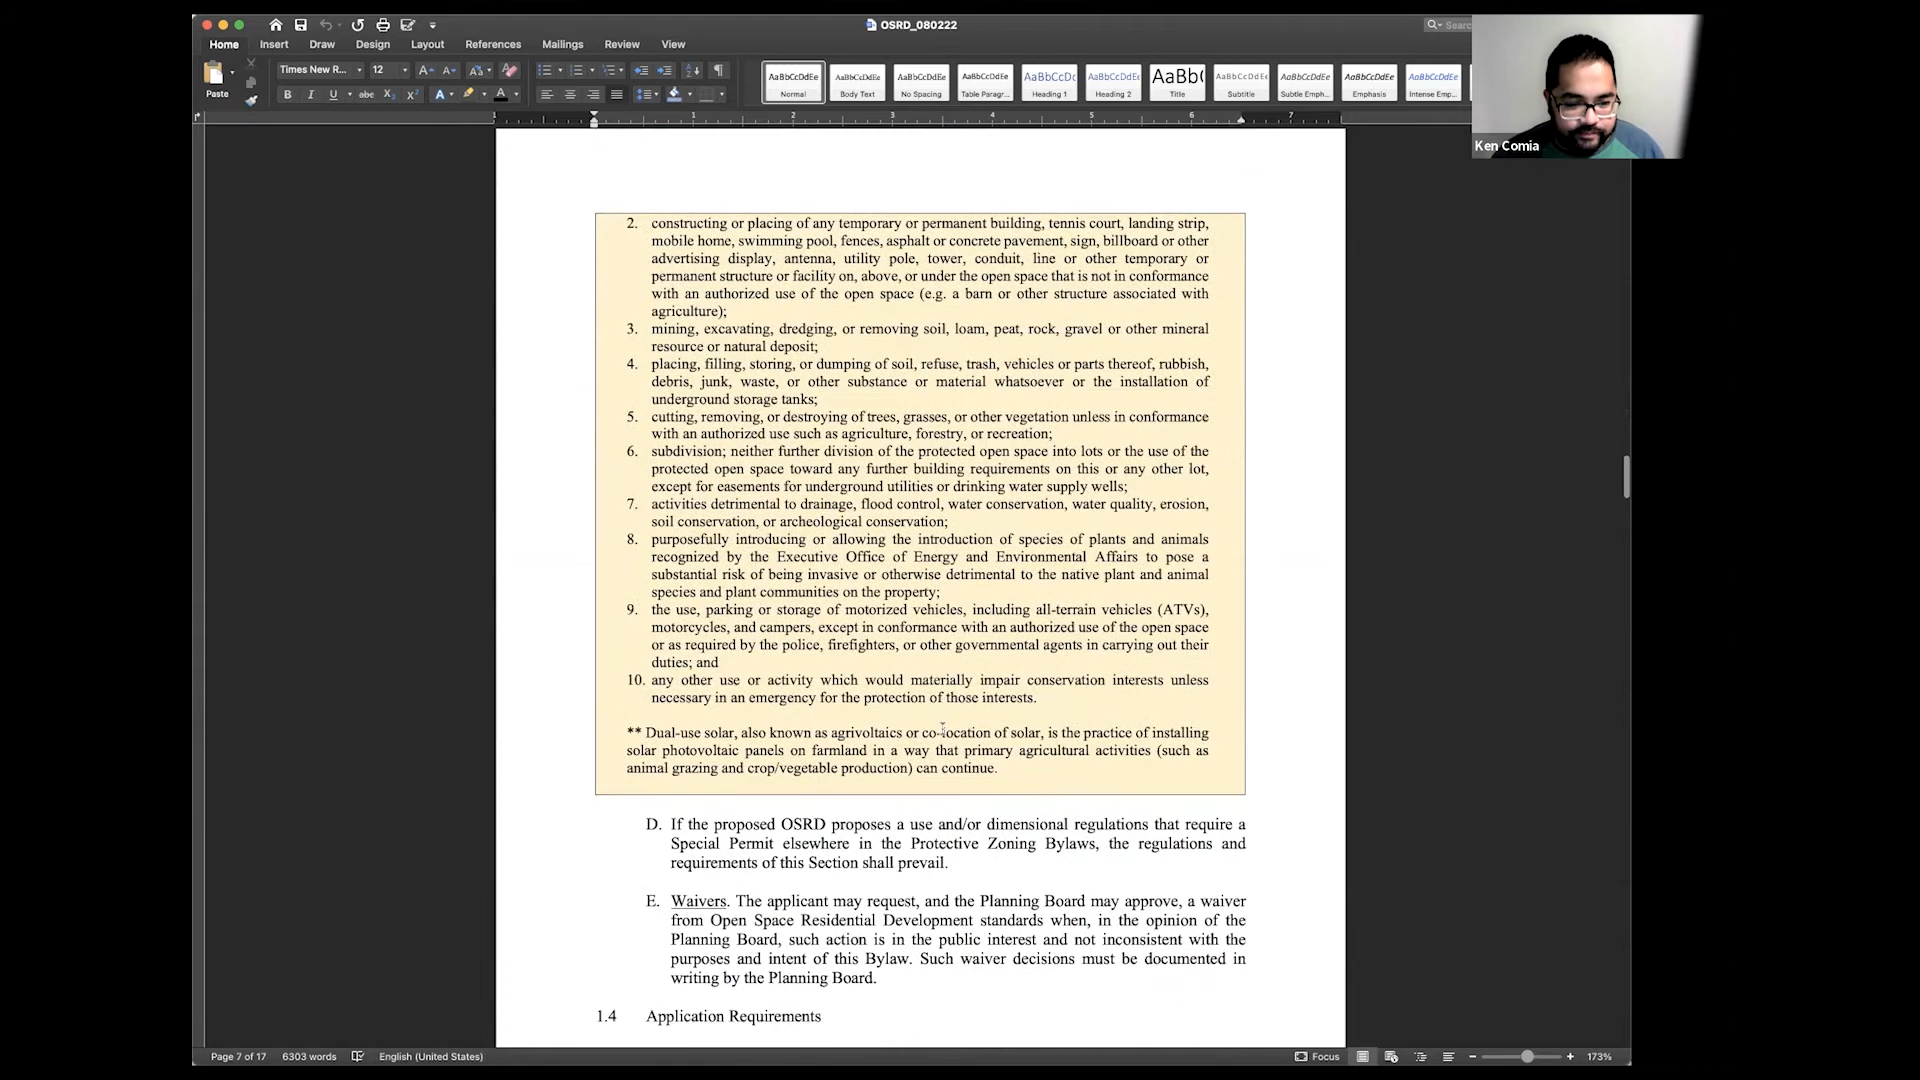 OSRD_080222
Home Insert Draw Design Layout References Mailings Review View
Times New R... 12
Paste
AaBbCcDdEe AaBbCcDdEe AaBbCcDdEe AaBbCcDdEe AaBbCcDc AaBbCcDdEe AaBb( AaBbCcDdEe AaBbCcDdEe AaBbCcDdEe AaBbCcDdEe
Normal Body Text No Spacing Table Paragr... Heading 1 Heading 2 Title Subtitle Subtle Emph... Emphasis Intense Emp...
Ken Comia
1 1 2 3 4 5 6 7
2. constructing or placing of any temporary or permanent building, tennis court, landing strip,
mobile home, swimming pool, fences, asphalt or concrete pavement, sign, billboard or other
advertising display, antenna, utility pole, tower, conduit, line or other temporary or
permanent structure or facility on, above, or under the open space that is not in conformance
with an authorized use of the open space (e.g. a barn or other structure associated with
agriculture);
3. mining, excavating, dredging, or removing soil, loam, peat, rock, gravel or other mineral
resource or natural deposit;
4. placing, filling, storing, or dumping of soil, refuse, trash, vehicles or parts thereof, rubbish,
debris, junk, waste, or other substance or material whatsoever or the installation of
underground storage tanks;
5. cutting, removing, or destroying of trees, grasses, or other vegetation unless in conformance
with an authorized use such as agriculture, forestry, or recreation;
6. subdivision; neither further division of the protected open space into lots or the use of the
protected open space toward any further building requirements on this or any other lot,
except for easements for underground utilities or drinking water supply wells;
7. activities detrimental to drainage, flood control, water conservation, water quality, erosion,
soil conservation, or archeological conservation;
8. purposefully introducing or allowing the introduction of species of plants and animals
recognized by the Executive Office of Energy and Environmental Affairs to pose a
substantial risk of being invasive or otherwise detrimental to the native plant and animal
species and plant communities on the property;
9. the use, parking or storage of motorized vehicles, including all-terrain vehicles (ATVs),
motorcycles, and campers, except in conformance with an authorized use of the open space
or as required by the police, firefighters, or other governmental agents in carrying out their
duties; and
10. any other use or activity which would materially impair conservation interests unless
necessary in an emergency for the protection of those interests.
** Dual-use solar, also known as agrivoltaics or co-location of solar, is the practice of installing
solar photovoltaic panels on farmland in a way that primary agricultural activities (such as
animal grazing and crop/vegetable production) can continue.
D. If the proposed OSRD proposes a use and/or dimensional regulations that require a
Special Permit elsewhere in the Protective Zoning Bylaws, the regulations and
requirements of this Section shall prevail.
E. Waivers. The applicant may request, and the Planning Board may approve, a waiver
from Open Space Residential Development standards when, in the opinion of the
Planning Board, such action is in the public interest and not inconsistent with the
purposes and intent of this Bylaw. Such waiver decisions must be documented in
writing by the Planning Board.
1.4 Application Requirements
Page 7 of 17 6303 words English (United States) Focus 173%